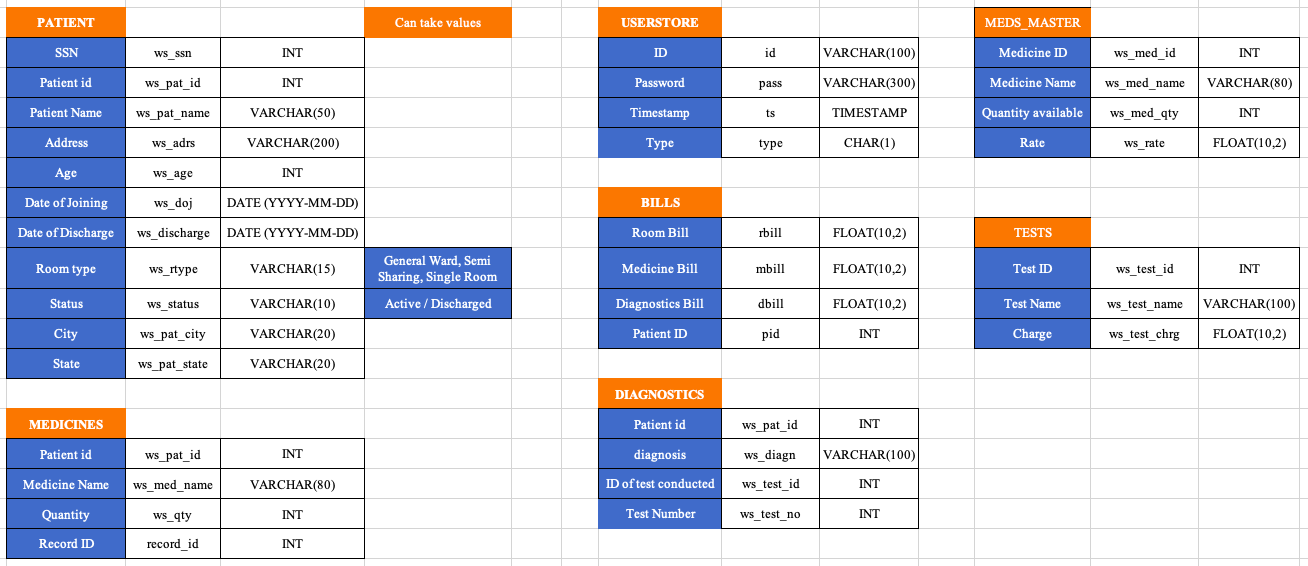 PATIENT Can take values
SSN ws_ssn INT
Patient id ws_pat_id INT
Patient Name ws_pat_name VARCHAR(50)
Address ws_adrs VARCHAR(200)
Age ws_age INT
Date of Joining ws_doj DATE (YYYY-MM-DD)
Date of Discharge ws_discharge DATE (YYYY-MM-DD)
Room type ws_rtype VARCHAR(15) General Ward, Semi
Sharing, Single Room
Status ws_status VARCHAR(10) Active / Discharged
City ws_pat_city VARCHAR(20)
State ws_pat_state VARCHAR(20)
MEDICINES
Patient id ws_pat_id INT
Medicine Name ws_med_name VARCHAR(80)
Quantity ws_qty INT
Record ID record_id INT
USERSTORE
ID id VARCHAR(100)
Password pass VARCHAR(300)
Timestamp ts TIMESTAMP
Type type CHAR(1)
BILLS
Room Bill rbill FLOAT(10,2)
Medicine Bill mbill FLOAT(10,2)
Diagnostics Bill dbill FLOAT(10,2)
Patient ID pid INT
DIAGNOSTICS
Patient id ws_pat_id INT
diagnosis ws_diagn VARCHAR(100)
ID of test conducted ws_test_id INT
Test Number ws_test_no INT
MEDS_MASTER
Medicine ID ws_med_id INT
Medicine Name ws_med_name VARCHAR(80)
Quantity available ws_med_qty INT
Rate ws_rate FLOAT(10,2)
TESTS
Test ID ws_test_id INT
Test Name ws_test_name VARCHAR(100)
Charge ws_test_chrg FLOAT(10,2)